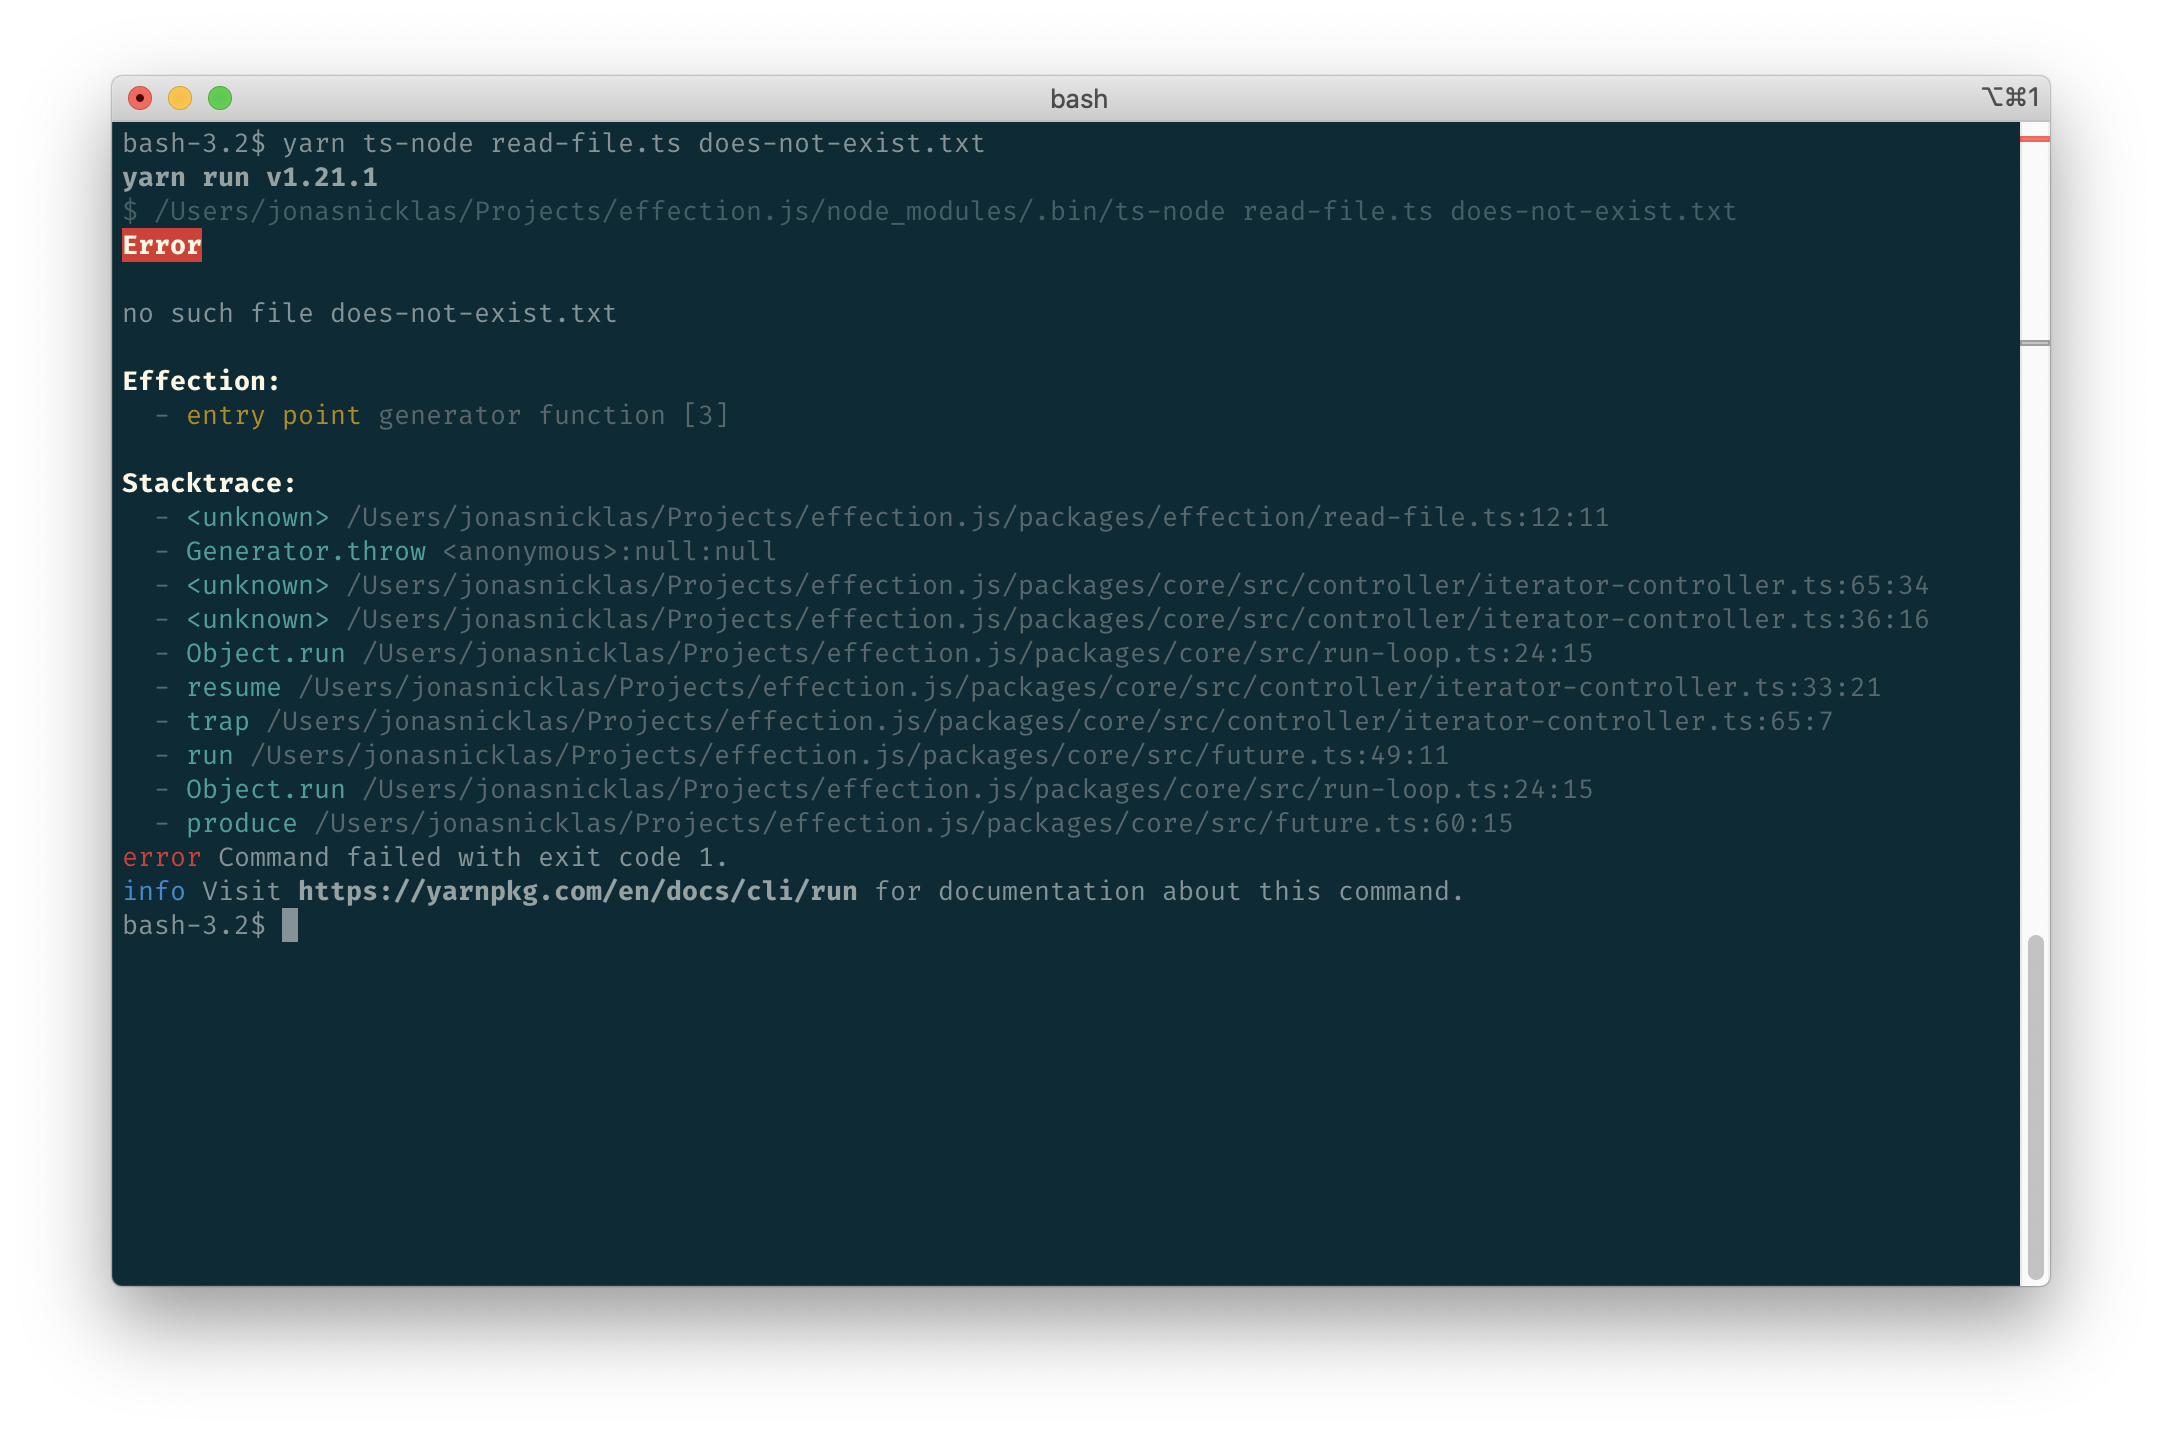 bash
⌥⌘1
bash-3.2$ yarn ts-node read-file.ts does-not-exist.txt
yarn run v1.21.1
$ /Users/jonasnicklas/Projects/effection.js/node_modules/.bin/ts-node read-file.ts does-not-exist.txt
Error
no such file does-not-exist.txt
Effection:
  - entry point generator function [3]
Stacktrace:
  - <unknown> /Users/jonasnicklas/Projects/effection.js/packages/effection/read-file.ts:12:11
  - Generator.throw <anonymous>:null:null
  - <unknown> /Users/jonasnicklas/Projects/effection.js/packages/core/src/controller/iterator-controller.ts:65:34
  - <unknown> /Users/jonasnicklas/Projects/effection.js/packages/core/src/controller/iterator-controller.ts:36:16
  - Object.run /Users/jonasnicklas/Projects/effection.js/packages/core/src/run-loop.ts:24:15
  - resume /Users/jonasnicklas/Projects/effection.js/packages/core/src/controller/iterator-controller.ts:33:21
  - trap /Users/jonasnicklas/Projects/effection.js/packages/core/src/controller/iterator-controller.ts:65:7
  - run /Users/jonasnicklas/Projects/effection.js/packages/core/src/future.ts:49:11
  - Object.run /Users/jonasnicklas/Projects/effection.js/packages/core/src/run-loop.ts:24:15
  - produce /Users/jonasnicklas/Projects/effection.js/packages/core/src/future.ts:60:15
error Command failed with exit code 1.
info Visit https://yarnpkg.com/en/docs/cli/run for documentation about this command.
bash-3.2$